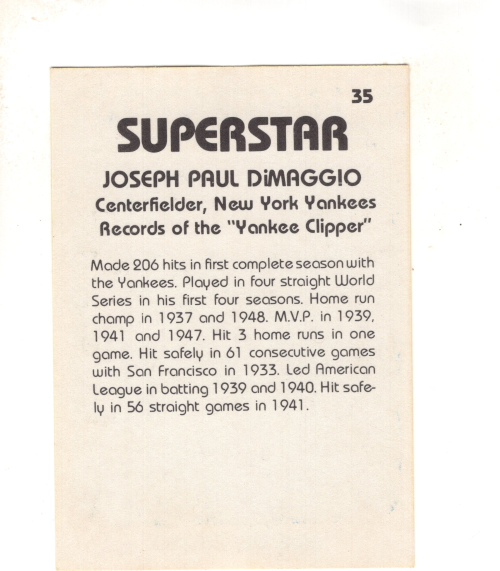 35
SUPERSTAR
JOSEPH PAUL DiMAGGIO
Centerfielder, New York Yankees
Records of the "Yankee Clipper"
Made 206 hits in first complete season with
the Yankees. Played in four straight World
Series in his first four seasons. Home run
champ in 1937 and 1948. M.V.P. in 1939,
1941 and 1947. Hit 3 home runs in one
game. Hit safely in 61 consecutive games
with San Francisco in 1933. Led American
League in batting 1939 and 1940. Hit safe-
ly in 56 straight games in 1941.